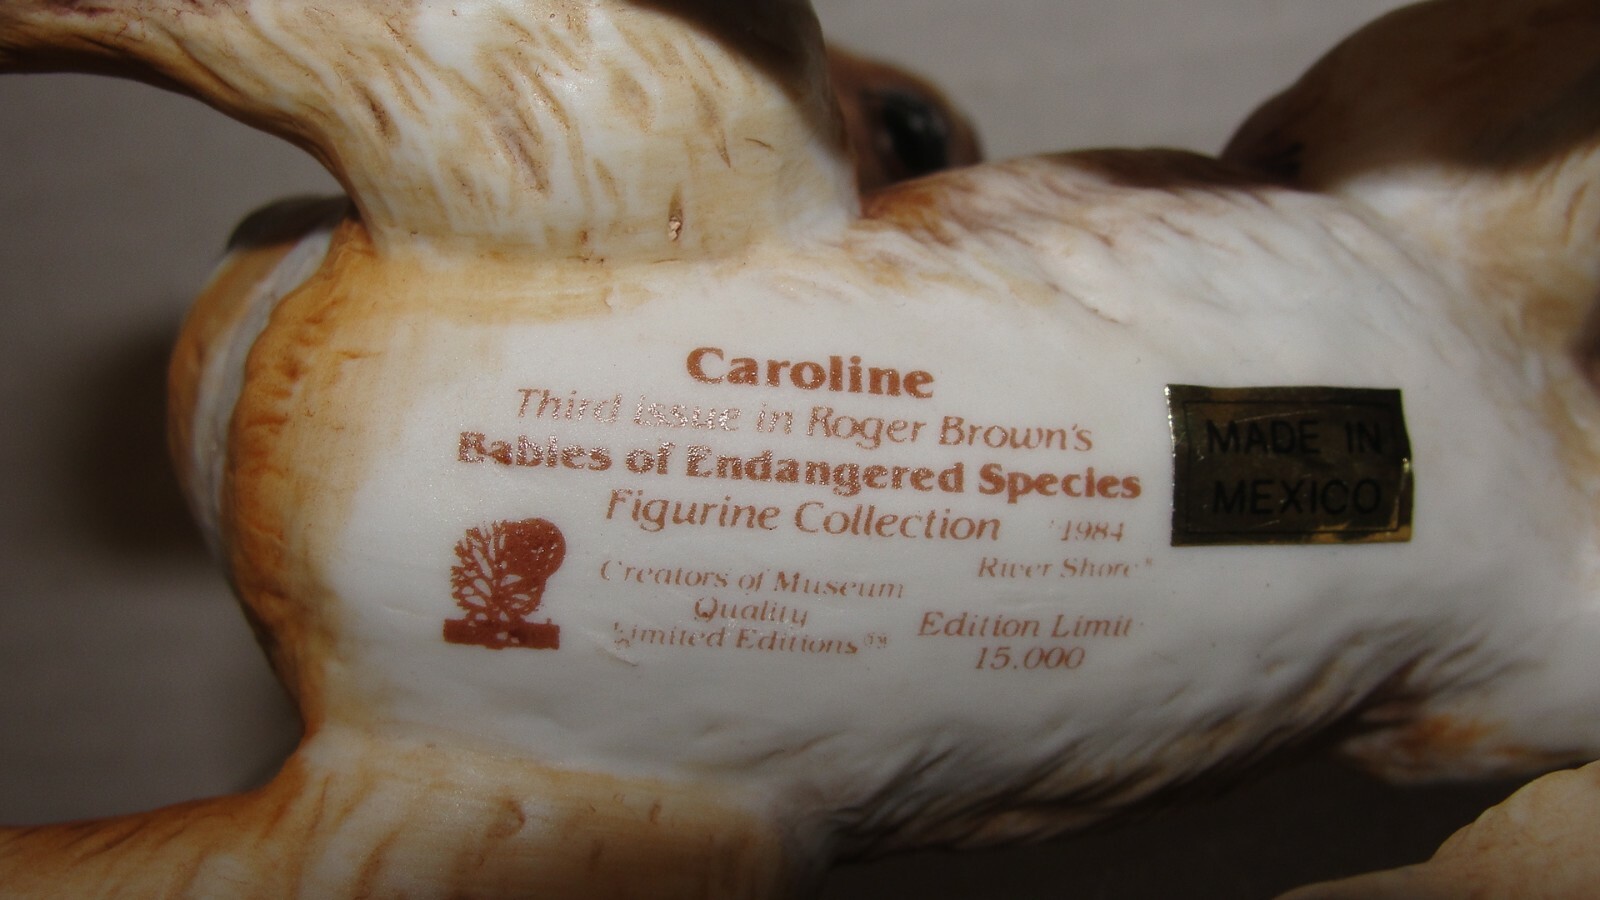 Caroline
Third issue in Roger Brown's
Babies of Endangered Species
Figurine Collection 1984
River Shore®
Creators of Museum
Quality
Limited Editions℠
Edition Limit
15.000
MADE IN
MEXICO